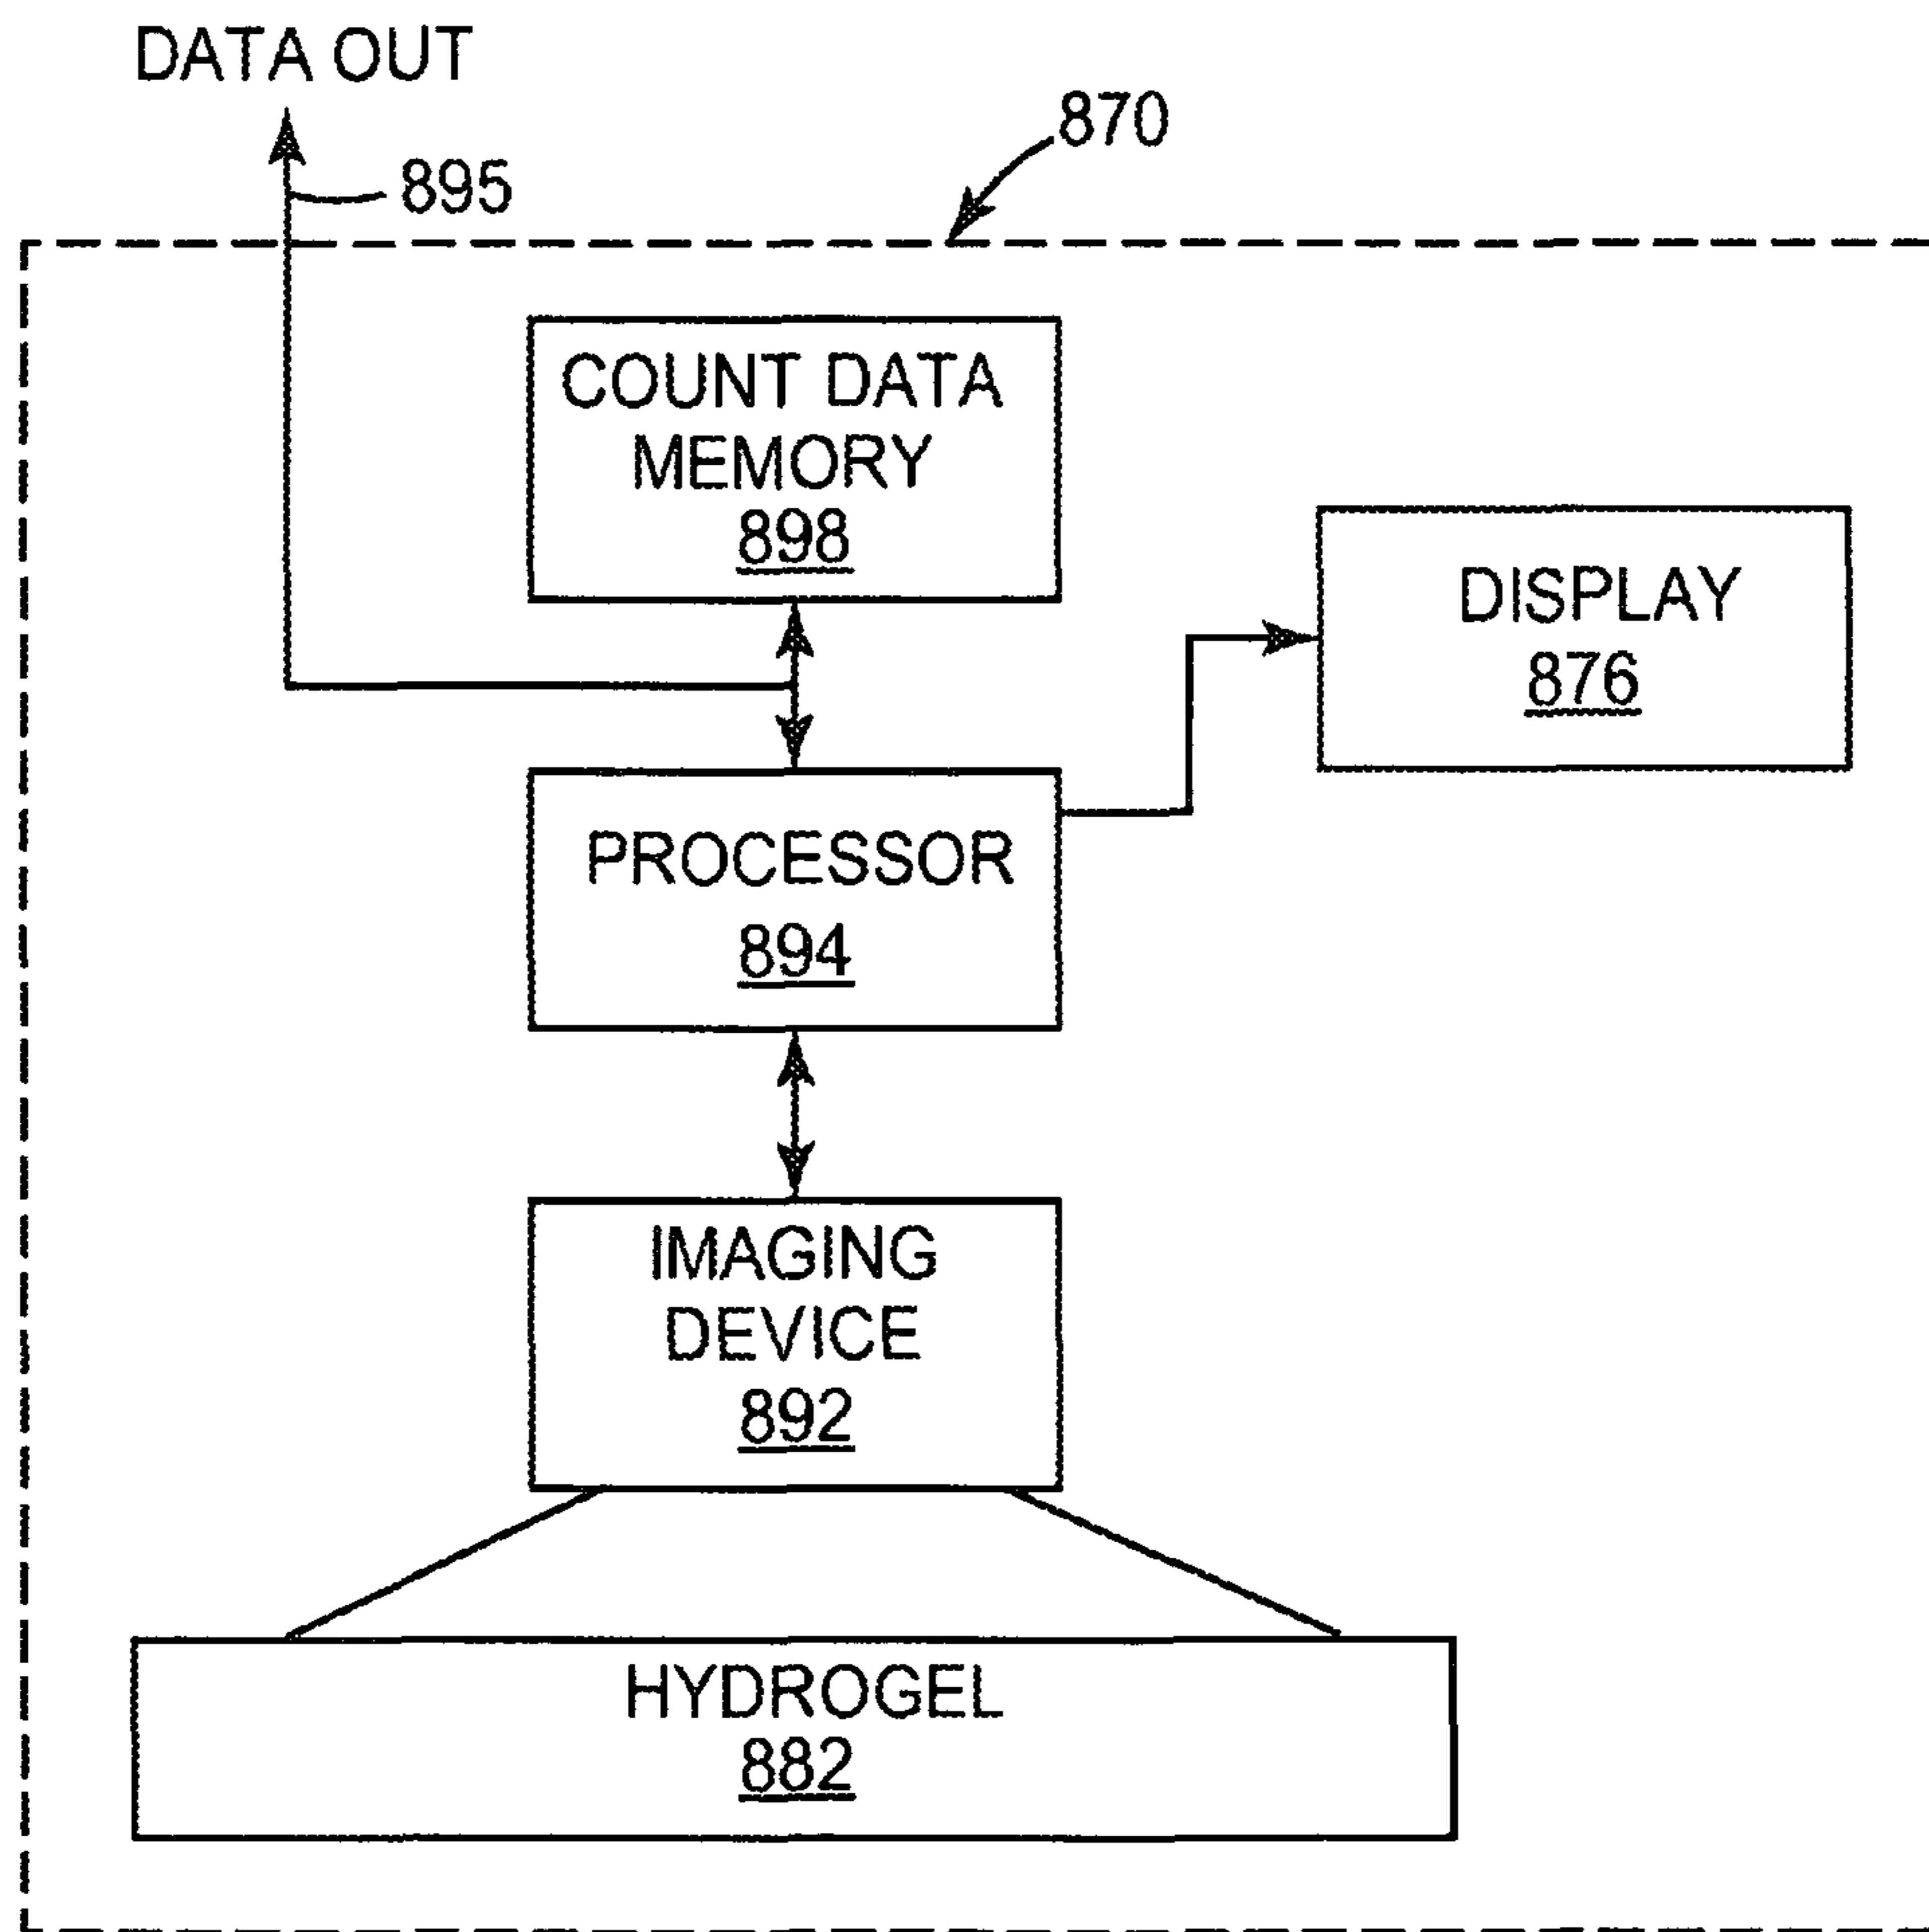 DATA OUT
870
895
COUNT DATA
MEMORY
898
DISPLAY
876
PROCESSOR
894
IMAGING
DEVICE
892
HYDROGEL
882